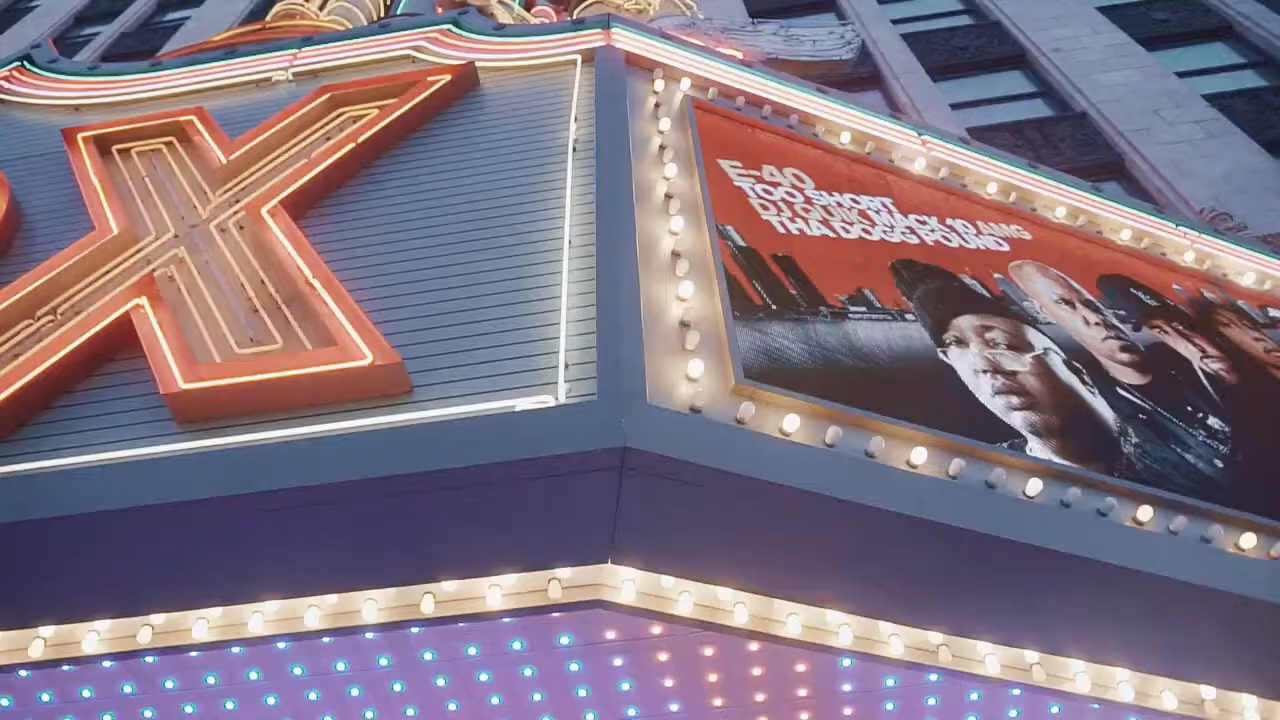 X
E-40
TOO SHORT
DJ QUIK MACK 10 AMG
THA DOGG POUND